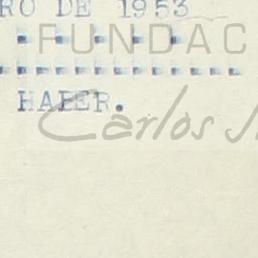 RO DE 1953
FUNDAC
HABER.
Carlos